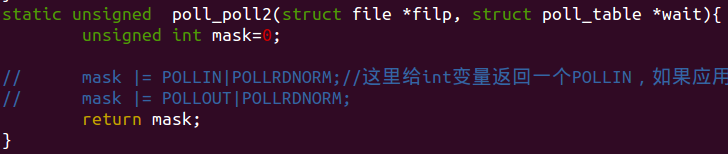 static unsigned  poll_poll2(struct file *filp, struct poll_table *wait){
        unsigned int mask=0;
//      mask |= POLLIN|POLLRDNORM;//这里给int变量返回一个POLLIN，如果应用
//      mask |= POLLOUT|POLLRDNORM;
        return mask;
}